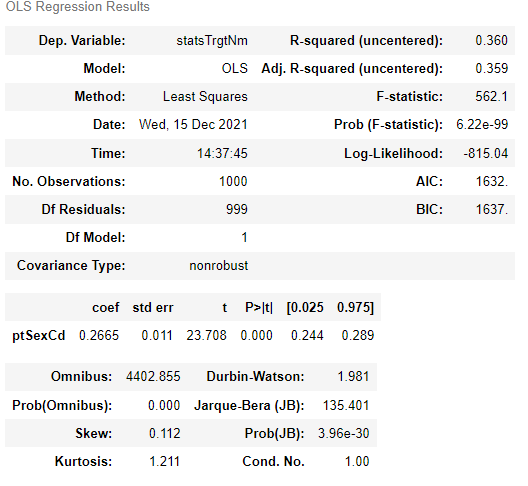 OLS Regression Results
Dep. Variable: statsTrgtNm R-squared (uncentered): 0.360
Model: OLS Adj. R-squared (uncentered): 0.359
Method: Least Squares F-statistic: 562.1
Date: Wed, 15 Dec 2021 Prob (F-statistic): 6.22e-99
Time: 14:37:45 Log-Likelihood: -815.04
No. Observations: 1000 AIC: 1632.
Df Residuals: 999 BIC: 1637.
Df Model: 1
Covariance Type: nonrobust
coef std err t P>|t| [0.025 0.975]
ptSexCd 0.2665 0.011 23.708 0.000 0.244 0.289
Omnibus: 4402.855 Durbin-Watson: 1.981
Prob(Omnibus): 0.000 Jarque-Bera (JB): 135.401
Skew: 0.112 Prob(JB): 3.96e-30
Kurtosis: 1.211 Cond. No. 1.00